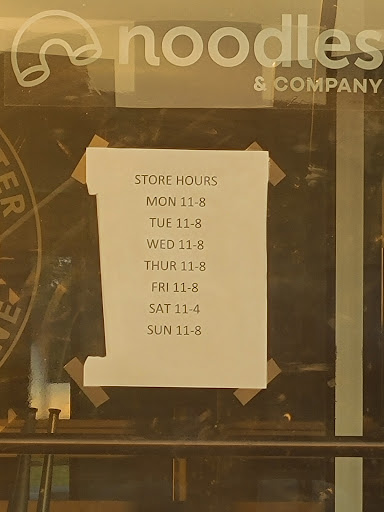 noodles
& COMPANY
STORE HOURS
MON 11-8
TUE 11-8
WED 11-8
THUR 11-8
FRI 11-8
SAT 11-4
SUN 11-8